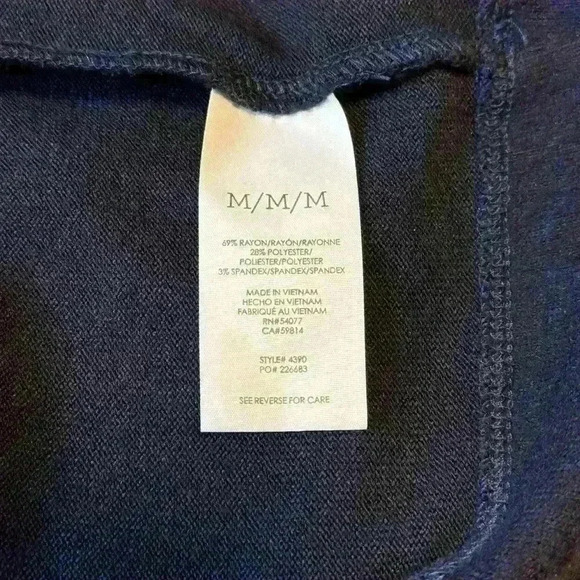 M/M/M
69% RAYON/RAYÓN/RAYONNE
28% POLYESTER/
POLIESTER/POLYESTER
3% SPANDEX/SPANDEX/SPANDEX
MADE IN VIETNAM
HECHO EN VIETNAM
FABRIQUÉ AU VIETNAM
RN#54077
CA#59814
STYLE# 4390
PO# 226683
SEE REVERSE FOR CARE